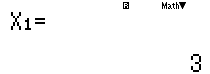 R Math▼
X₁=
3